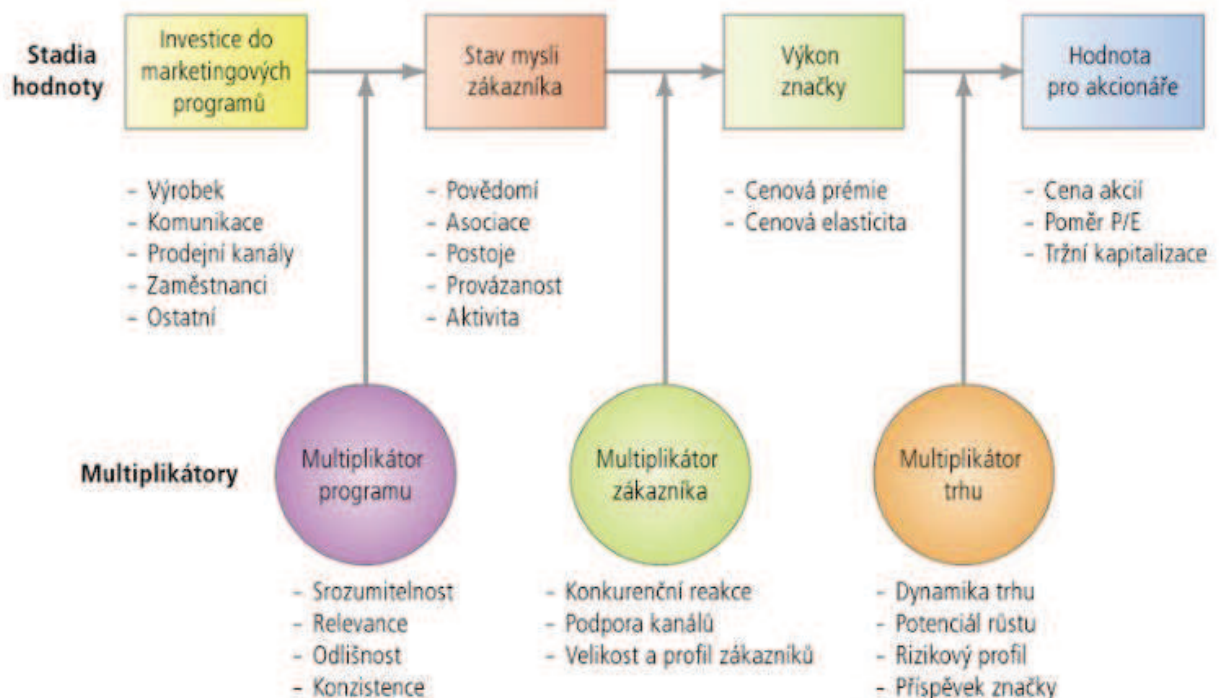 Stadia
hodnoty
Investice do
marketingových
programů
Stav mysli
zákazníka
Výkon
značky
Hodnota
pro akcionáře
- Výrobek
- Komunikace
- Prodejní kanály
- Zaměstnanci
- Ostatní
- Povědomí
- Asociace
- Postoje
- Provázanost
- Aktivita
- Cenová prémie
- Cenová elasticita
- Cena akcií
- Poměr P/E
- Tržní kapitalizace
Multiplikátory
Multiplikátor
programu
Multiplikátor
zákazníka
Multiplikátor
trhu
- Srozumitelnost
- Relevance
- Odlišnost
- Konzistence
- Konkurenční reakce
- Podpora kanálů
- Velikost a profil zákazníků
- Dynamika trhu
- Potenciál růstu
- Rizikový profil
- Příspěvek značky